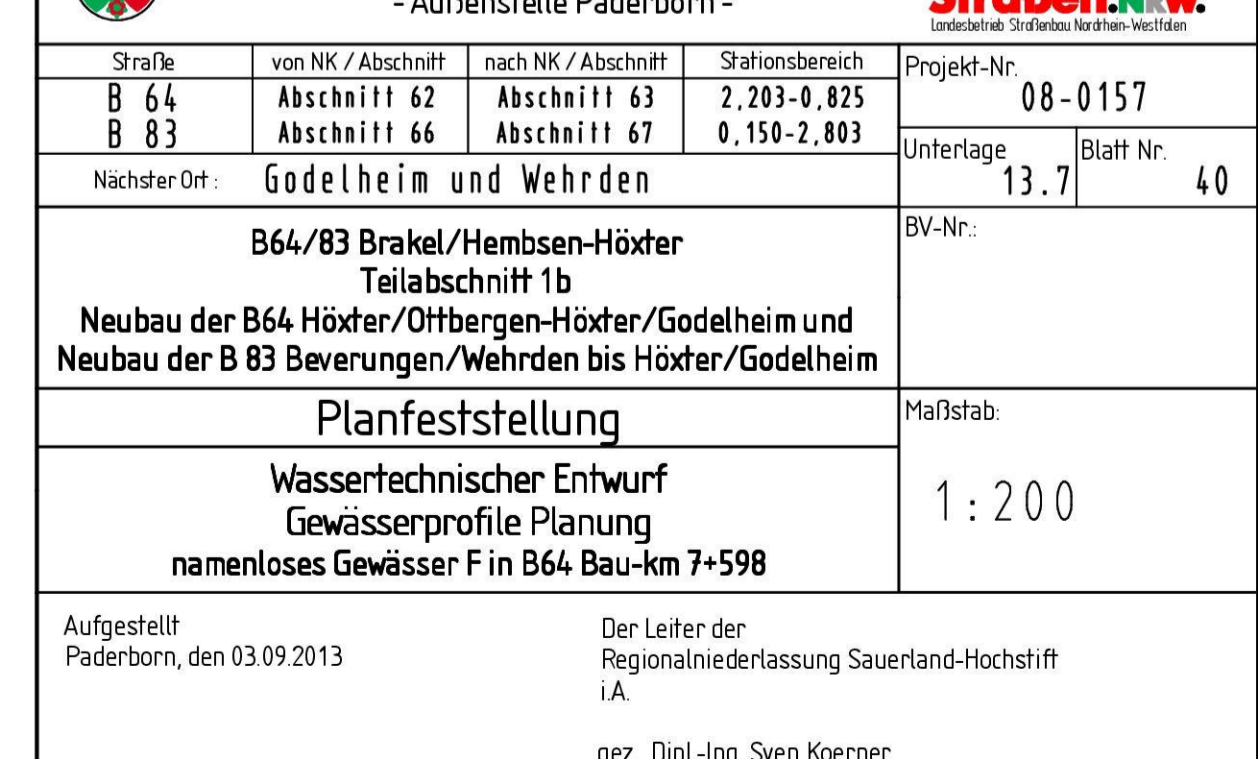 - Außenstelle Paderborn -
Straßen.NRW.
Landesbetrieb Straßenbau Nordrhein-Westfalen
Straße von NK / Abschnitt nach NK / Abschnitt Stationsbereich
B 64 Abschnitt 62 Abschnitt 63 2,203-0,825
B 83 Abschnitt 66 Abschnitt 67 0,150-2,803
Nächster Ort : Godelheim und Wehrden
Projekt-Nr.
08-0157
Unterlage
13.7
Blatt Nr.
40
B64/83 Brakel/Hembsen-Höxter
Teilabschnitt 1b
Neubau der B64 Höxter/Ottbergen-Höxter/Godelheim und
Neubau der B 83 Beverungen/Wehrden bis Höxter/Godelheim
BV-Nr.:
Planfeststellung
Wassertechnischer Entwurf
Gewässerprofile Planung
namenloses Gewässer F in B64 Bau-km 7+598
Maßstab:
1:200
Aufgestellt
Paderborn, den 03.09.2013
Der Leiter der
Regionalniederlassung Sauerland-Hochstift
i.A.
gez. Dipl.-Ing. Sven Koerner